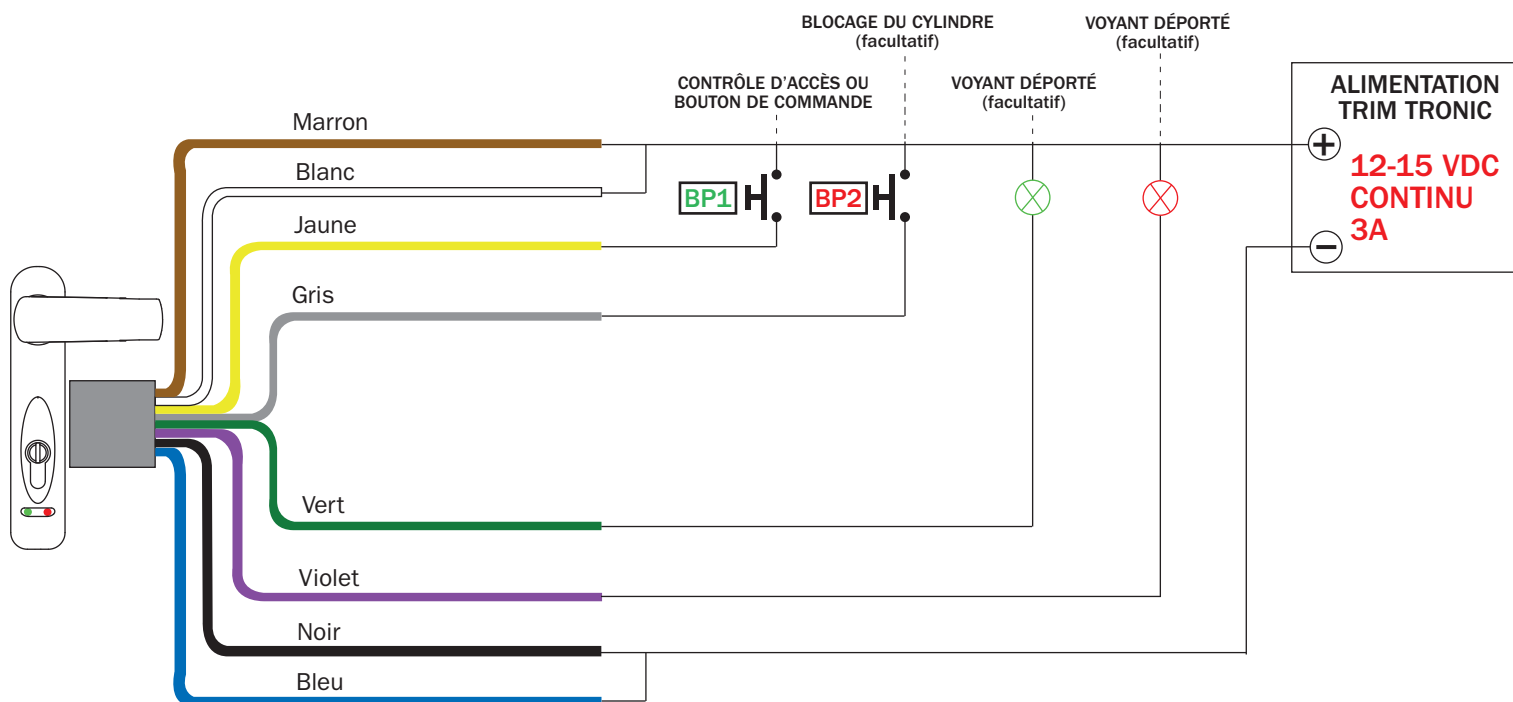 BLOCAGE DU CYLINDRE
(facultatif)
VOYANT DÉPORTÉ
(facultatif)
CONTRÔLE D'ACCÈS OU
BOUTON DE COMMANDE
VOYANT DÉPORTÉ
(facultatif)
ALIMENTATION
TRIM TRONIC
12-15 VDC
CONTINU
3A
+
−
Marron
Blanc
BP1
BP2
Jaune
Gris
Vert
Violet
Noir
Bleu